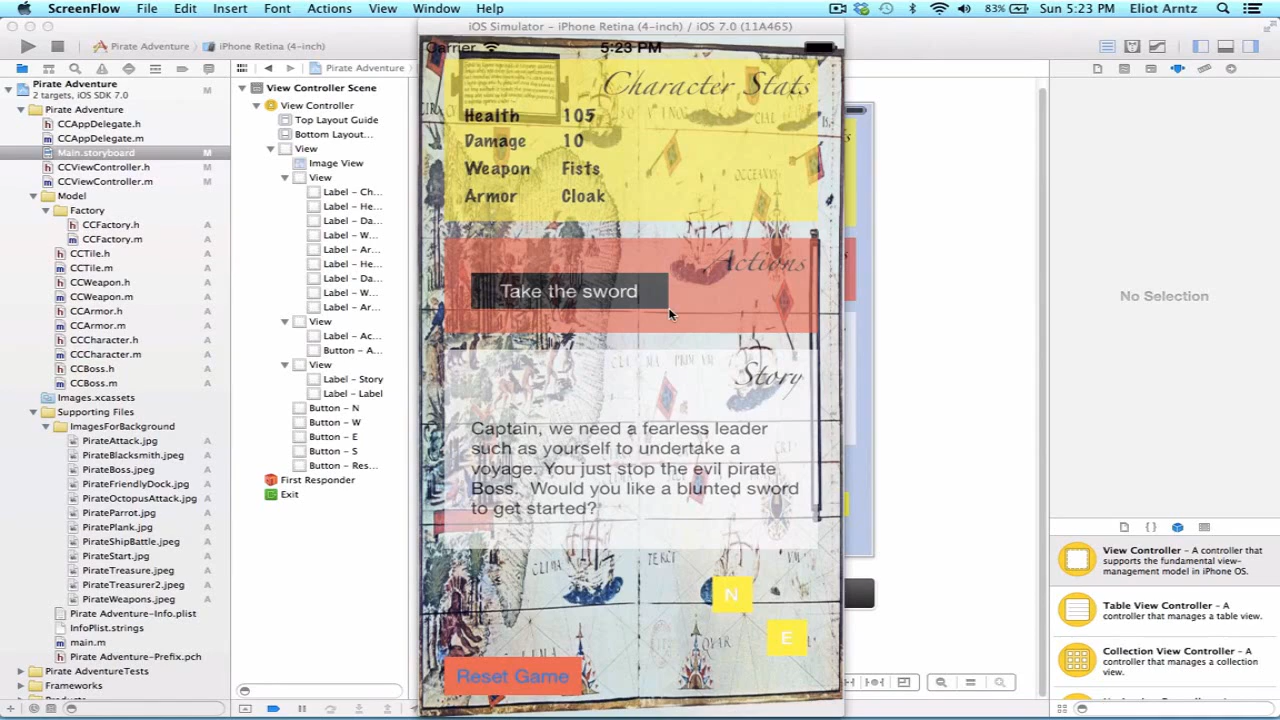 ScreenFlow File Edit Insert Font Actions View Window Help 83% Sun 5:23 PM Eliot Arntz
iOS Simulator - iPhone Retina (4-inch) / iOS 7.0 (11A465)
Pirate Adventure iPhone Retina (4-inch)
Carrier 5:23 PM
Pirate Adventure
Pirate Adventure
2 targets, iOS SDK 7.0 M
Pirate Adventure
CCAppDelegate.h
CCAppDelegate.m
Main.storyboard M
CCViewController.h M
CCViewController.m M
Model
Factory
CCFactory.h A
CCFactory.m A
CCTile.h A
CCTile.m A
CCWeapon.h A
CCWeapon.m A
CCArmor.h A
CCArmor.m A
CCCharacter.h A
CCCharacter.m A
CCBoss.h A
CCBoss.m A
Images.xcassets
Supporting Files
ImagesForBackground
PirateAttack.jpg A
PirateBlacksmith.jpeg A
PirateBoss.jpeg A
PirateFriendlyDock.jpg A
PirateOctopusAttack.jpg A
PirateParrot.jpg A
PiratePlank.jpg A
PirateShipBattle.jpeg A
PirateStart.jpg A
PirateTreasure.jpeg A
PirateTreasurer2.jpeg A
PirateWeapons.jpeg A
Pirate Adventure-Info.plist
InfoPlist.strings
main.m
Pirate Adventure-Prefix.pch
Pirate AdventureTests
Frameworks
View Controller Scene
View Controller
Top Layout Guide
Bottom Layout...
View
Image View
View
Label - Ch...
Label - He...
Label - Da...
Label - W...
Label - Ar...
Label - He...
Label - Da...
Label - W...
Label - Ar...
View
Label - Ac...
Button - A...
View
Label - Story
Label - Label
Button - N
Button - W
Button - E
Button - S
Button - Res...
First Responder
Exit
Character Stats
Health 105
Damage 10
Weapon Fists
Armor Cloak
Actions
Take the sword
Story
Captain, we need a fearless leader
such as yourself to undertake a
voyage. You just stop the evil pirate
Boss. Would you like a blunted sword
to get started?
N
E
Reset Game
No Selection
View Controller - A controller that
supports the fundamental view-
management model in iPhone OS.
Table View Controller - A
controller that manages a table view.
Collection View Controller - A
controller that manages a collection
view.